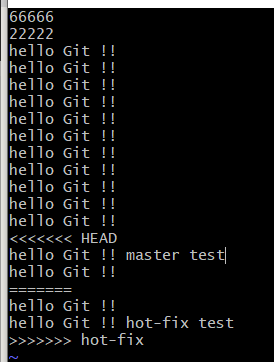 66666
22222
hello Git !!
hello Git !!
hello Git !!
hello Git !!
hello Git !!
hello Git !!
hello Git !!
hello Git !!
hello Git !!
hello Git !!
hello Git !!
<<<<<<< HEAD
hello Git !! master test
hello Git !!
=======
hello Git !!
hello Git !! hot-fix test
>>>>>>> hot-fix
~